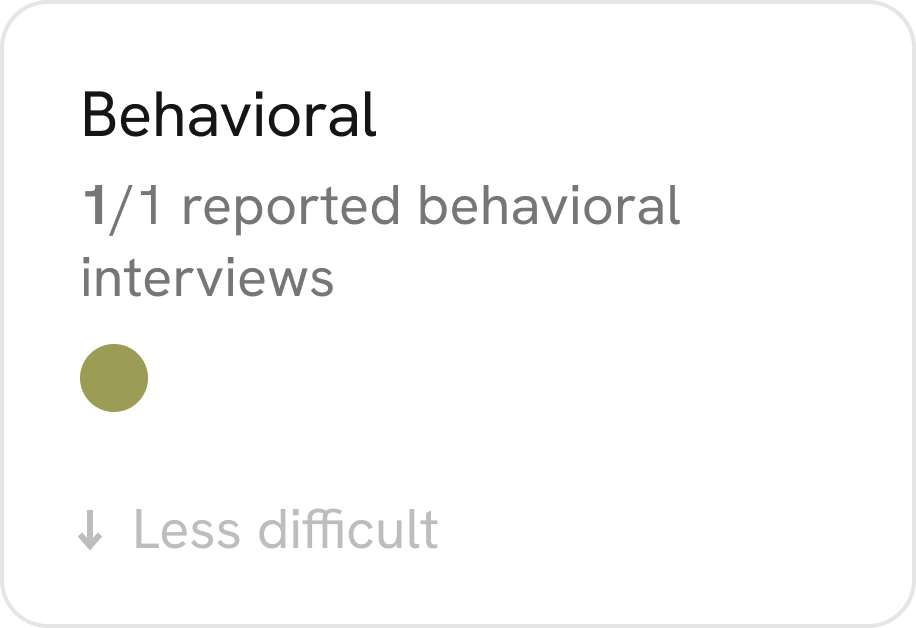 Behavioral
1/1 reported behavioral
interviews
↓ Less difficult